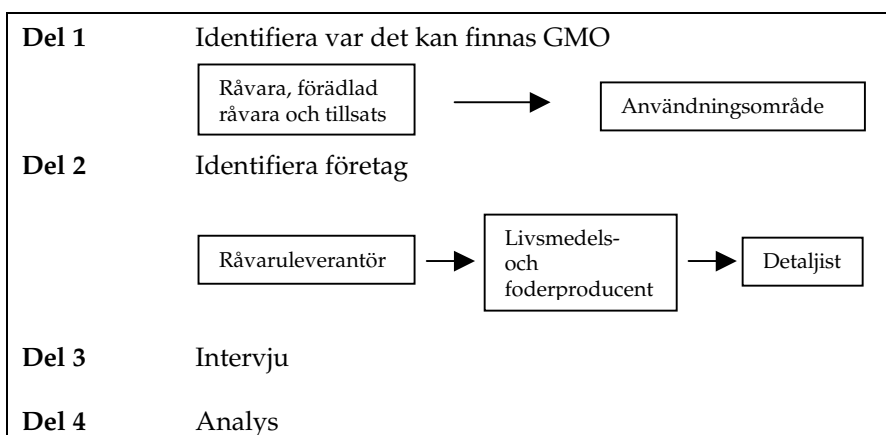 Del 1 Identifiera var det kan finnas GMO
Råvara, förädlad
råvara och tillsats
Användningsområde
Del 2 Identifiera företag
Råvaruleverantör
Livsmedels-
och
foderproducent
Detaljist
Del 3 Intervju
Del 4 Analys